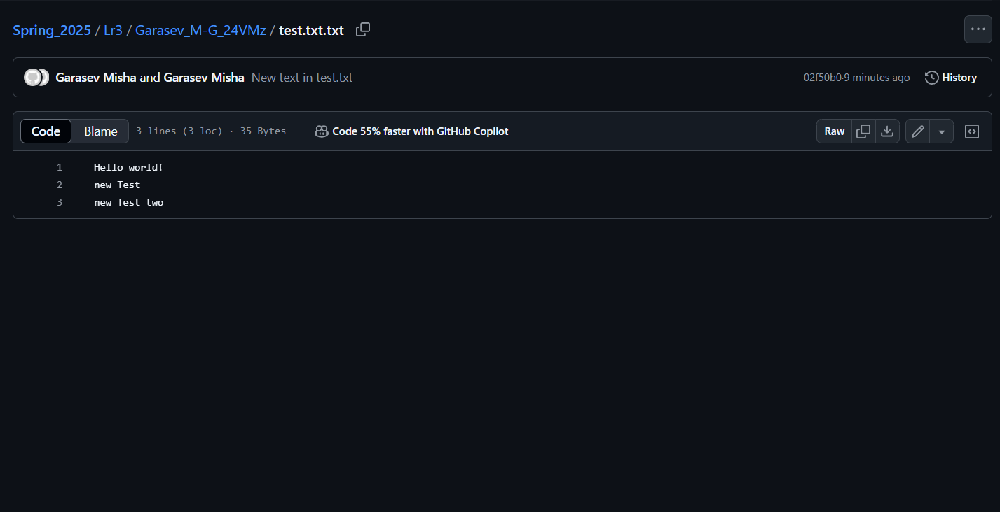 Spring_2025 / Lr3 / Garasev_M-G_24VMz / test.txt.txt
Garasev Misha and Garasev Misha New text in test.txt 02f50b0·9 minutes ago History
Code Blame 3 lines (3 loc) · 35 Bytes Code 55% faster with GitHub Copilot Raw
1 Hello world!
2 new Test
3 new Test two